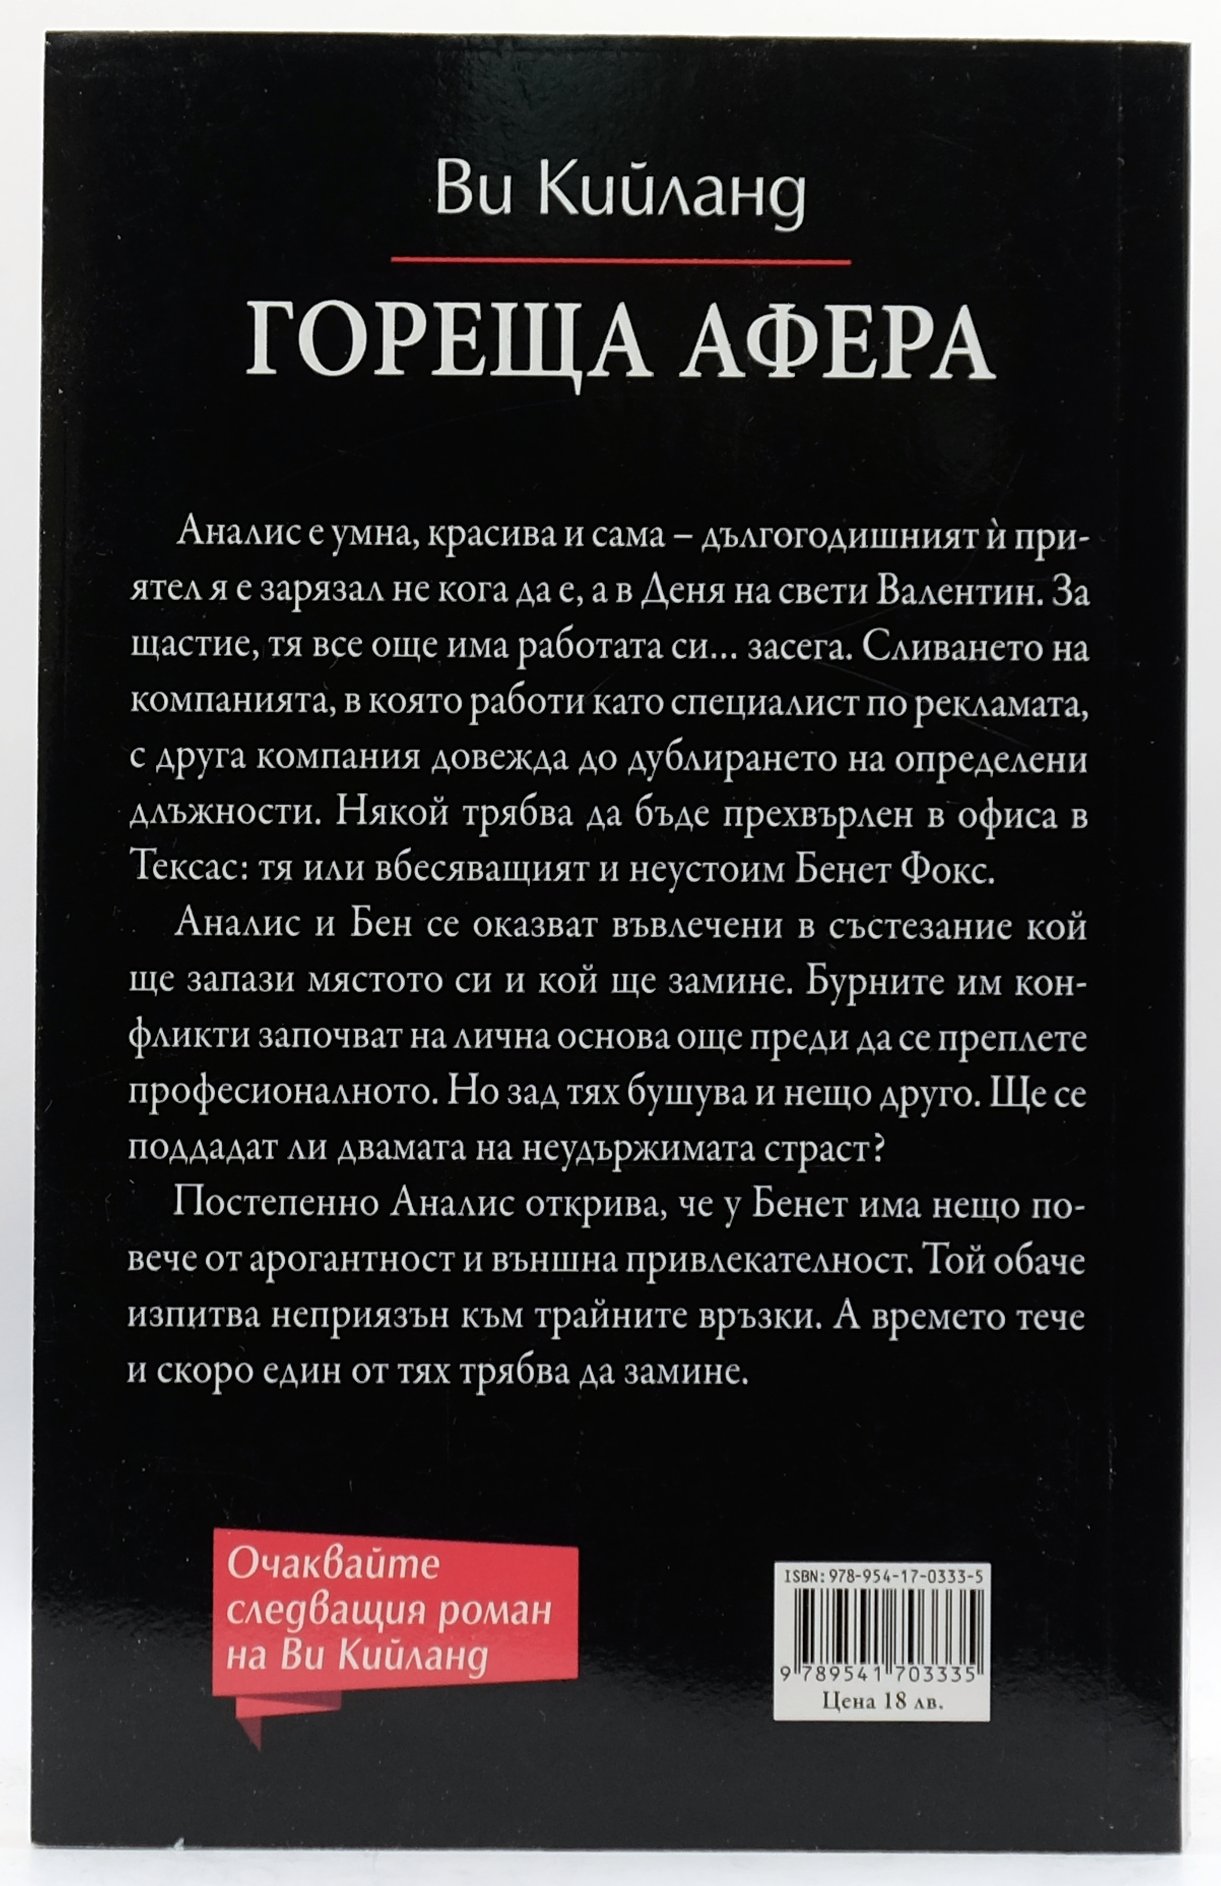 Ви Кийланд
ГОРЕЩА АФЕРА
Аналис е умна, красива и сама – дългогодишният ѝ при-
ятел я е зарязал не кога да е, а в Деня на свети Валентин. За
щастие, тя все още има работата си... засега. Сливането на
компанията, в която работи като специалист по рекламата,
с друга компания довежда до дублирането на определени
длъжности. Някой трябва да бъде прехвърлен в офиса в
Тексас: тя или вбесяващият и неустоим Бенет Фокс.
Аналис и Бен се оказват въвлечени в състезание кой
ще запази мястото си и кой ще замине. Бурните им кон-
фликти започват на лична основа още преди да се преплете
професионалното. Но зад тях бушува и нещо друго. Ще се
поддадат ли двамата на неудържимата страст?
Постепенно Аналис открива, че у Бенет има нещо по-
вече от арогантност и външна привлекателност. Той обаче
изпитва неприязън към трайните връзки. А времето тече
и скоро един от тях трябва да замине.
Очаквайте
следващия роман
на Ви Кийланд
ISBN: 978-954-17-0333-5
9 789541 703335
Цена 18 лв.